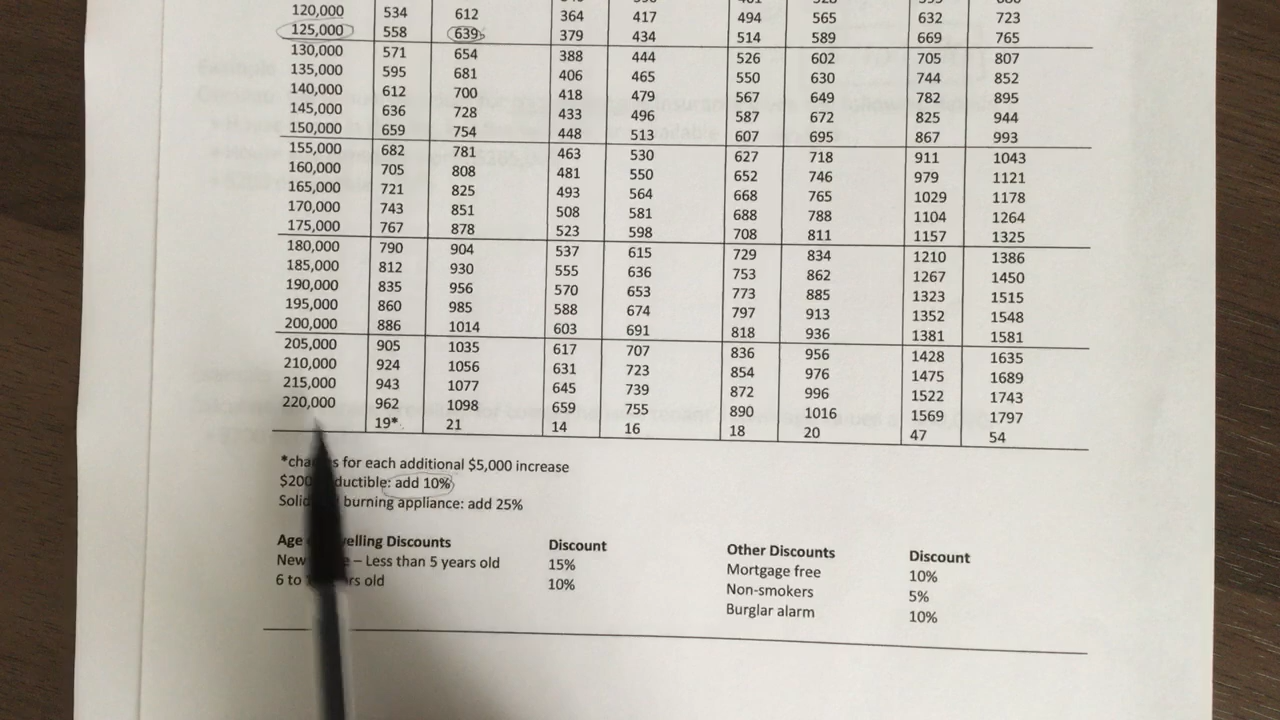 120,000 534 612 364 417 494 565 632 723
125,000 558 639 379 434 514 589 669 765
130,000 571 654 388 444 526 602 705 807
135,000 595 681 406 465 550 630 744 852
140,000 612 700 418 479 567 649 782 895
145,000 636 728 433 496 587 672 825 944
150,000 659 754 448 513 607 695 867 993
155,000 682 781 463 530 627 718 911 1043
160,000 705 808 481 550 652 746 979 1121
165,000 721 825 493 564 668 765 1029 1178
170,000 743 851 508 581 688 788 1104 1264
175,000 767 878 523 598 708 811 1157 1325
180,000 790 904 537 615 729 834 1210 1386
185,000 812 930 555 636 753 862 1267 1450
190,000 835 956 570 653 773 885 1323 1515
195,000 860 985 588 674 797 913 1352 1548
200,000 886 1014 603 691 818 936 1381 1581
205,000 905 1035 617 707 836 956 1428 1635
210,000 924 1056 631 723 854 976 1475 1689
215,000 943 1077 645 739 872 996 1522 1743
220,000 962 1098 659 755 890 1016 1569 1797
19* 21 14 16 18 20 47 54
for each additional $5,000 increase
add 10%
burning appliance: add 25%
Age Discounts Discount
– Less than 5 years old 15%
6 to old 10%
Other Discounts Discount
Mortgage free 10%
Non-smokers 5%
Burglar alarm 10%